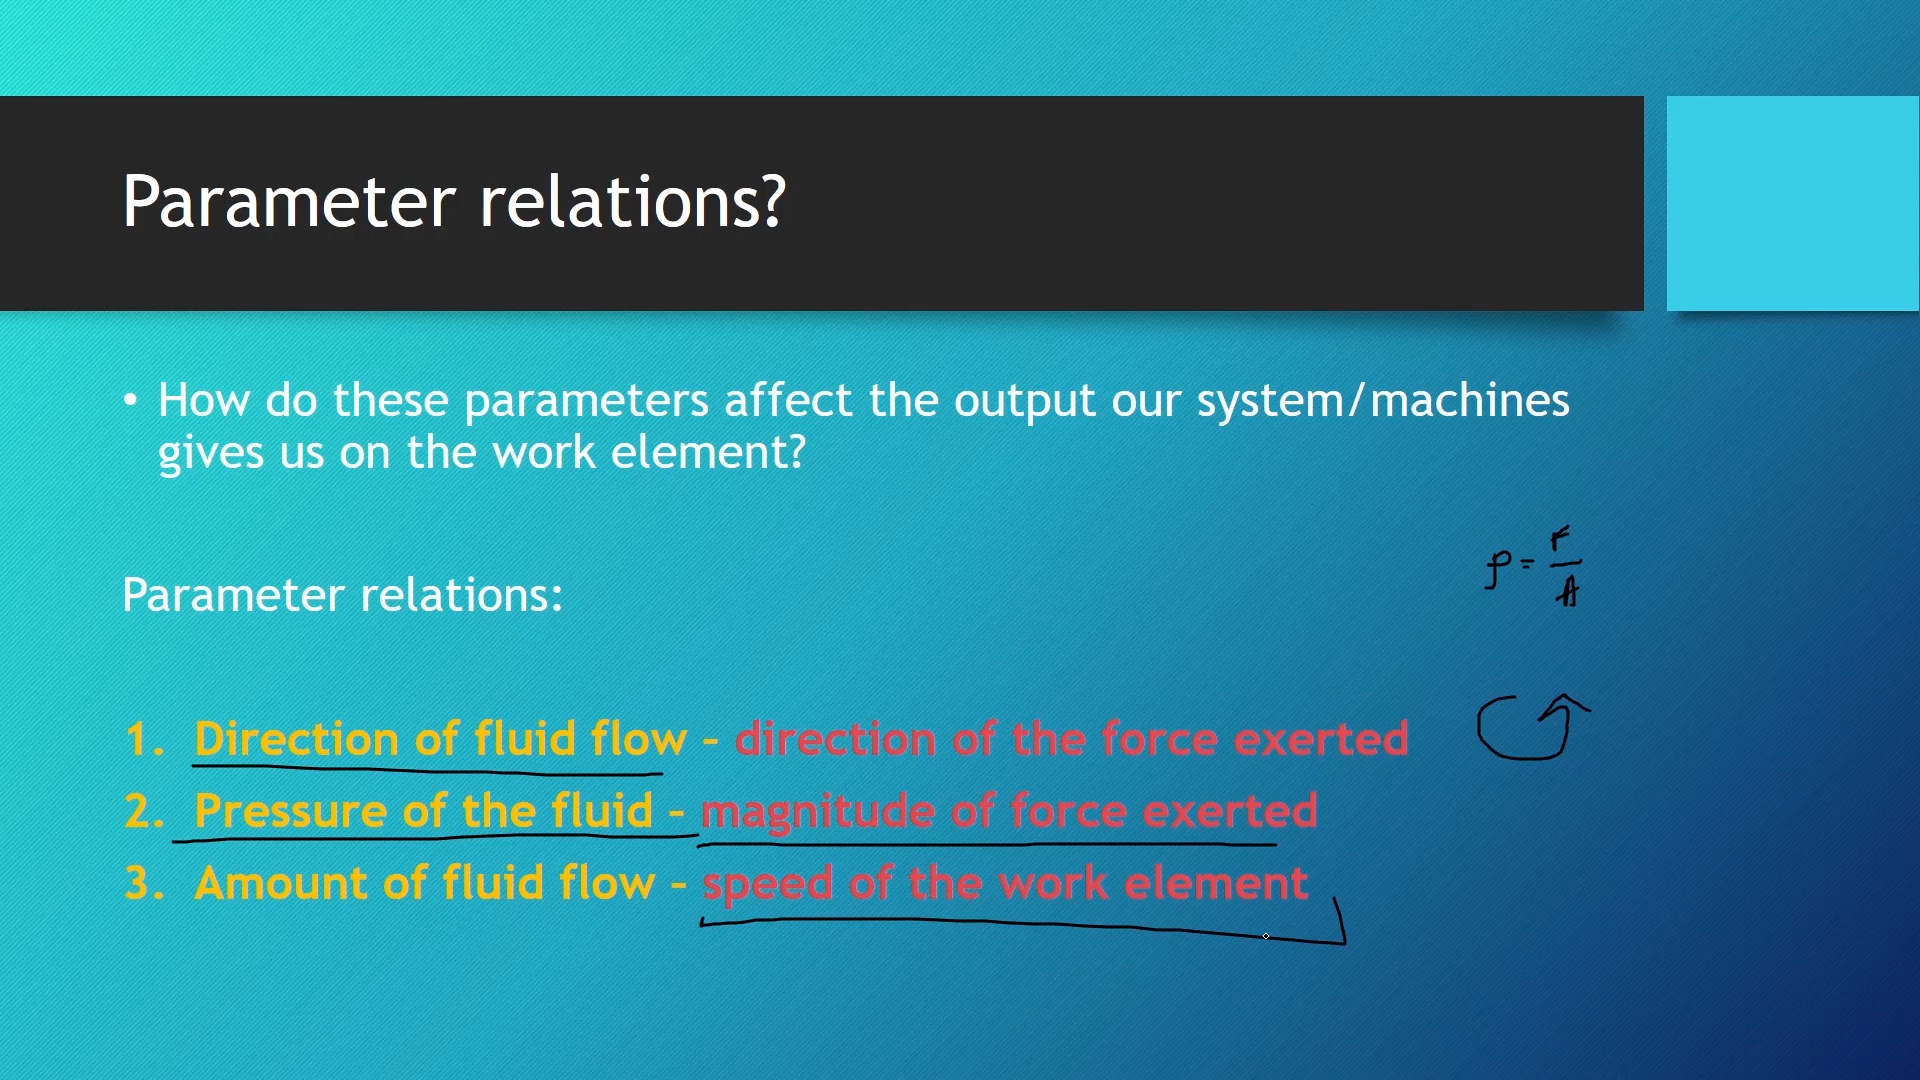 Parameter relations?
• How do these parameters affect the output our system/machines
gives us on the work element?
P = F/A
Parameter relations:
1. Direction of fluid flow – direction of the force exerted
2. Pressure of the fluid – magnitude of force exerted
3. Amount of fluid flow – speed of the work element